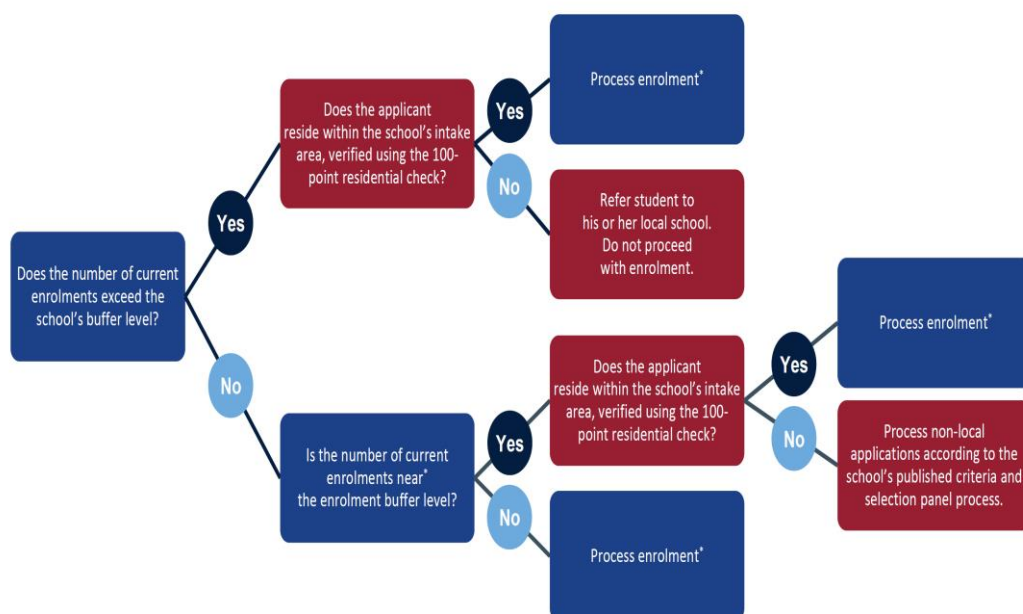 Does the number of current
enrolments exceed the
school's buffer level?
Yes
Does the applicant
reside within the school's intake
area, verified using the 100-
point residential check?
Yes
Process enrolment*
No
Refer student to
his or her local school.
Do not proceed
with enrolment.
No
Is the number of current
enrolments near*
the enrolment buffer level?
Yes
Does the applicant
reside within the school's intake
area, verified using the 100-
point residential check?
Yes
Process enrolment*
No
Process non-local
applications according to the
school's published criteria and
selection panel process.
No
Process enrolment*